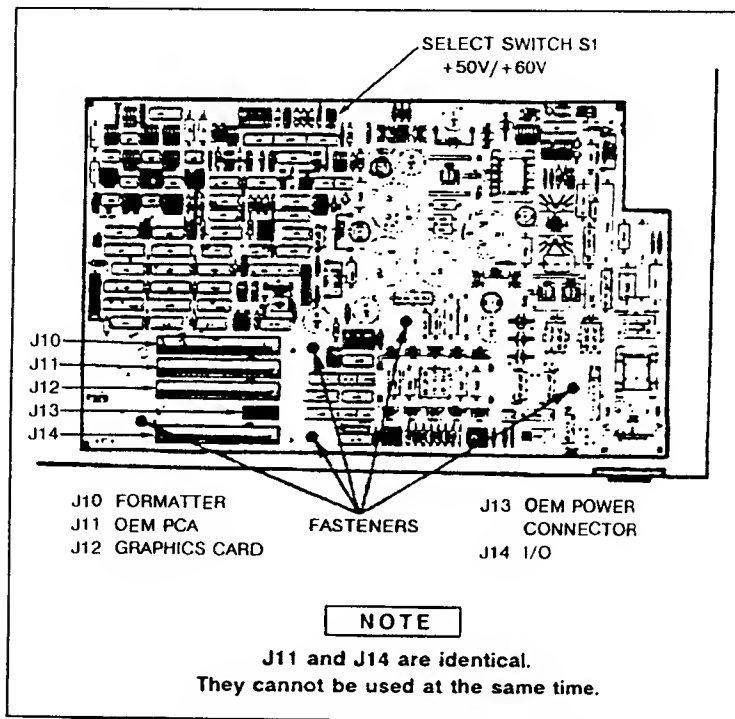 SELECT SWITCH S1
+50V/+60V
J10
J11
J12
J13
J14
J10 FORMATTER
J11 OEM PCA
J12 GRAPHICS CARD
FASTENERS
J13 OEM POWER
CONNECTOR
J14 I/O
NOTE
J11 and J14 are identical.
They cannot be used at the same time.